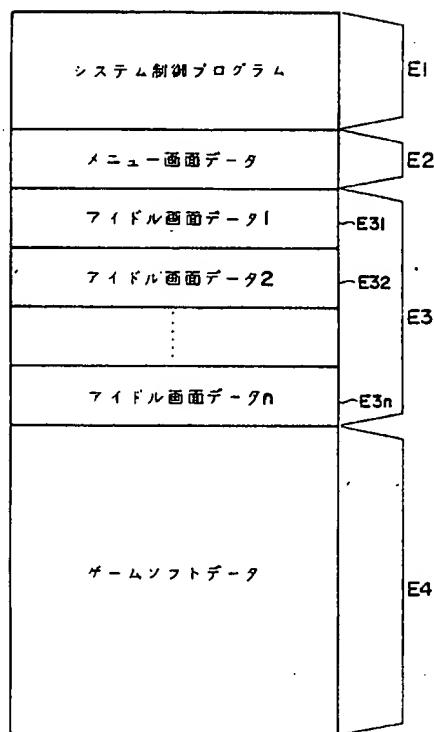 システム制御プログラム
E1
メニュー画面データ
E2
アイドル画面データ1
E31
アイドル画面データ2
E32
E3
アイドル画面データn
E3n
ゲームソフトデータ
E4